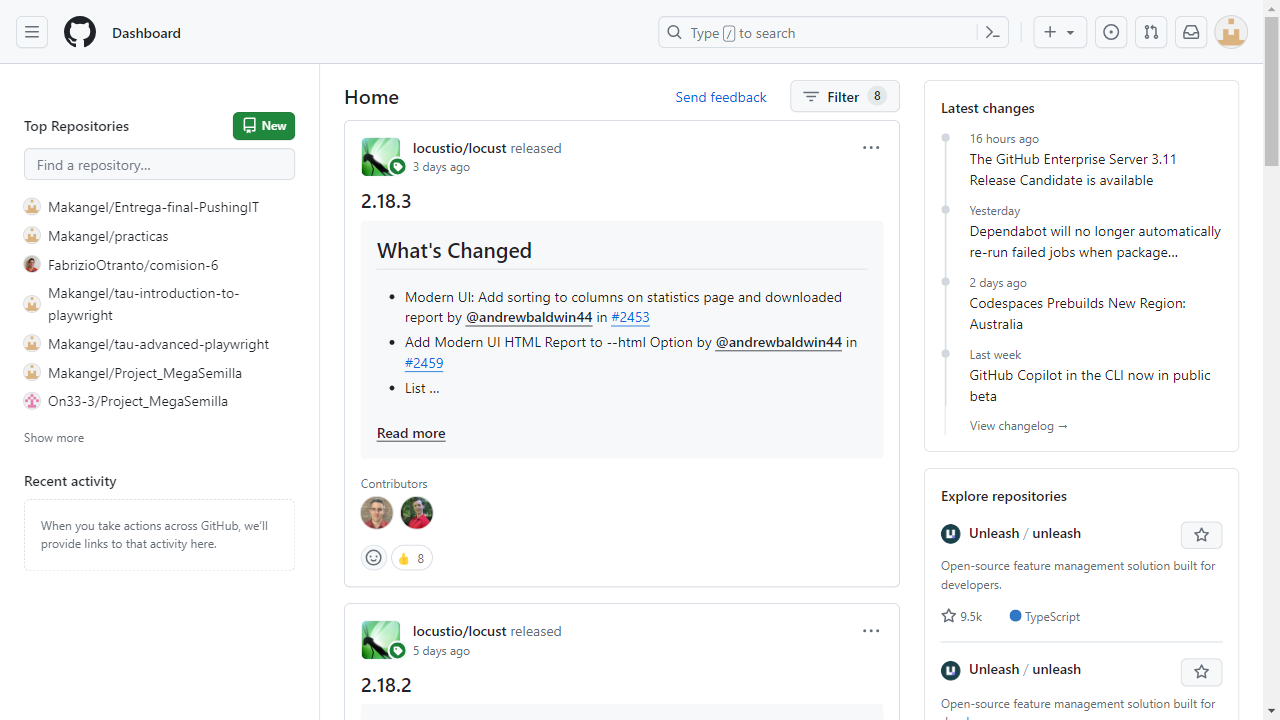 Dashboard
Type / to search
Top Repositories
New
Find a repository...
Makangel/Entrega-final-PushingIT
Makangel/practicas
FabrizioOtranto/comision-6
Makangel/tau-introduction-to-
playwright
Makangel/tau-advanced-playwright
Makangel/Project_MegaSemilla
On33-3/Project_MegaSemilla
Show more
Recent activity
When you take actions across GitHub, we'll
provide links to that activity here.
Home
Send feedback
Filter 8
locustio/locust released
3 days ago
2.18.3
What's Changed
Modern UI: Add sorting to columns on statistics page and downloaded
report by @andrewbaldwin44 in #2453
Add Modern UI HTML Report to --html Option by @andrewbaldwin44 in
#2459
List ...
Read more
Contributors
8
locustio/locust released
5 days ago
2.18.2
Latest changes
16 hours ago
The GitHub Enterprise Server 3.11
Release Candidate is available
Yesterday
Dependabot will no longer automatically
re-run failed jobs when package...
2 days ago
Codespaces Prebuilds New Region:
Australia
Last week
GitHub Copilot in the CLI now in public
beta
View changelog →
Explore repositories
Unleash / unleash
Open-source feature management solution built for
developers.
9.5k
TypeScript
Unleash / unleash
Open-source feature management solution built for